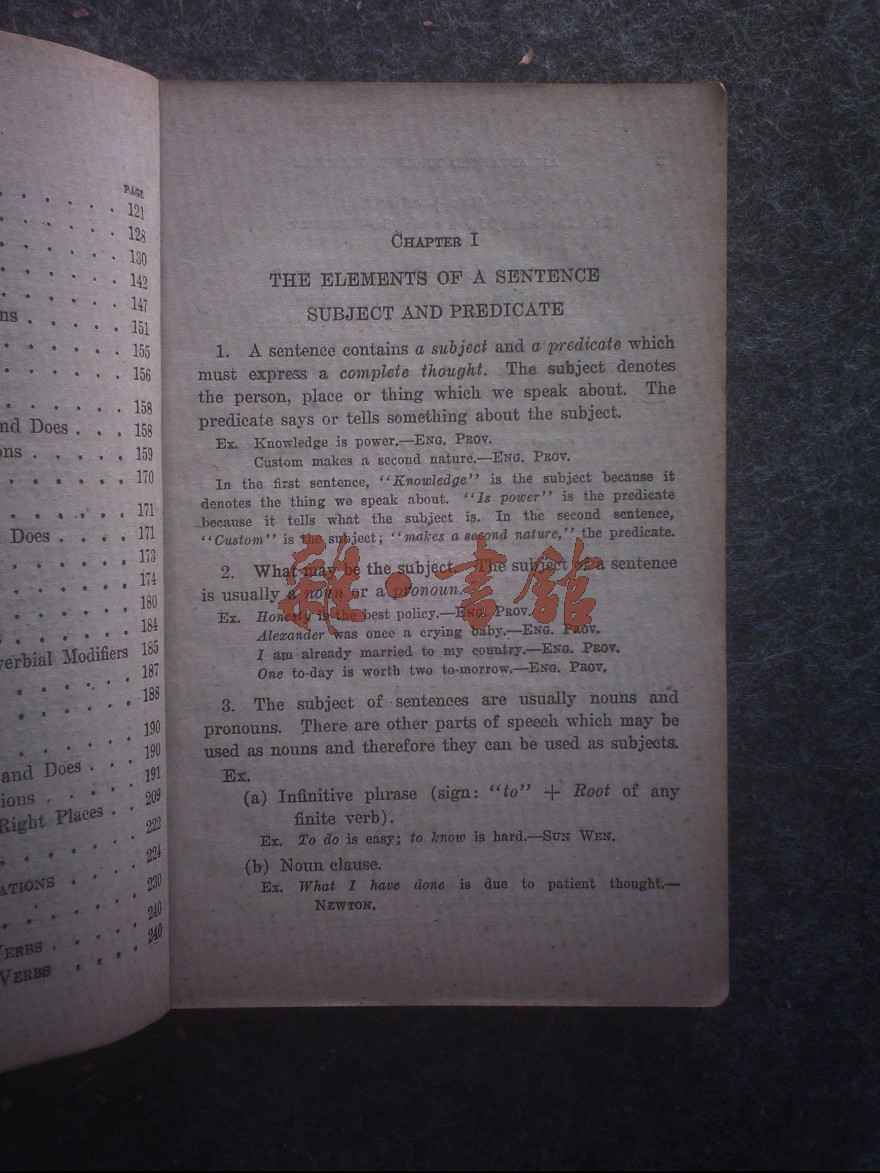 PAGE
121
128
130
142
147
ns . . . . 151
155
156
158
nd Does . . . 158
ons . . . . . 159
170
171
Does . . . . 171
173
174
180
184
verbial Modifiers 185
187
188
190
190
and Does . . . 191
ions . . . . . 209
Right Places . . 222
224
ATIONS . . . . 230
240
VERBS . . . . . 240
VERBS
CHAPTER I
THE ELEMENTS OF A SENTENCE
SUBJECT AND PREDICATE
1. A sentence contains a subject and a predicate which
must express a complete thought. The subject denotes
the person, place or thing which we speak about. The
predicate says or tells something about the subject.
Ex. Knowledge is power.—ENG. PROV.
Custom makes a second nature.—ENG. PROV.
In the first sentence, "Knowledge" is the subject because it
denotes the thing we speak about. "Is power" is the predicate
because it tells what the subject is. In the second sentence,
"Custom" is the subject; "makes a second nature," the predicate.
2. What may be the subject. The subject of a sentence
is usually a noun or a pronoun.
Ex. Honesty is the best policy.—ENG. PROV.
Alexander was once a crying baby.—ENG. PROV.
I am already married to my country.—ENG. PROV.
One to-day is worth two to-morrow.—ENG. PROV.
3. The subject of sentences are usually nouns and
pronouns. There are other parts of speech which may be
used as nouns and therefore they can be used as subjects.
Ex.
(a) Infinitive phrase (sign: "to" + Root of any
finite verb).
Ex. To do is easy; to know is hard.—SUN WEN.
(b) Noun clause.
Ex. What I have done is due to patient thought.—
NEWTON.
雜·書館